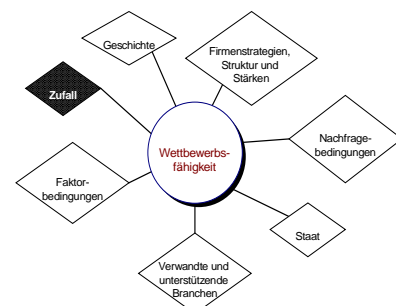 Geschichte
Firmenstrategien,
Struktur und
Stärken
Zufall
Nachfrage-
bedingungen
Wettbewerbs-
fähigkeit
Faktor-
bedingungen
Staat
Verwandte und
unterstützende
Branchen